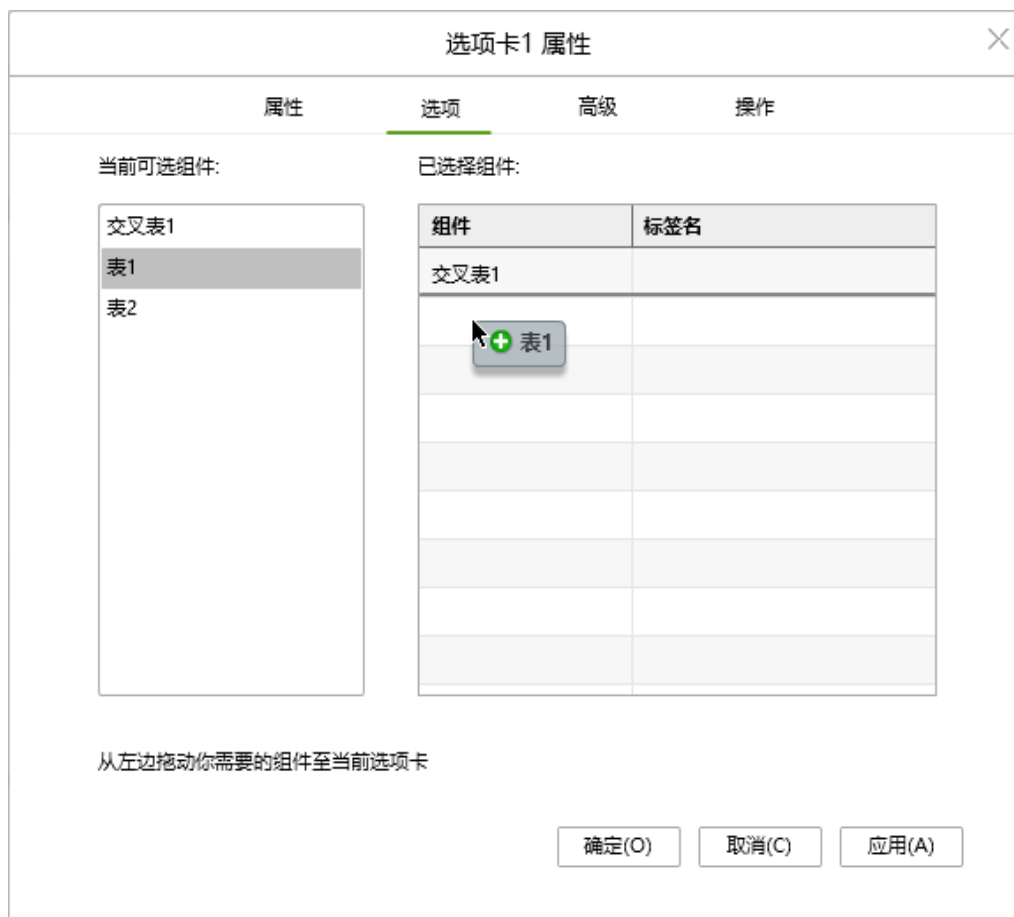 选项卡1 属性
属性 选项 高级 操作
当前可选组件: 已选择组件:
交叉表1
表1
表2
组件 标签名
交叉表1
表1
从左边拖动你需要的组件至当前选项卡
确定(O) 取消(C) 应用(A)